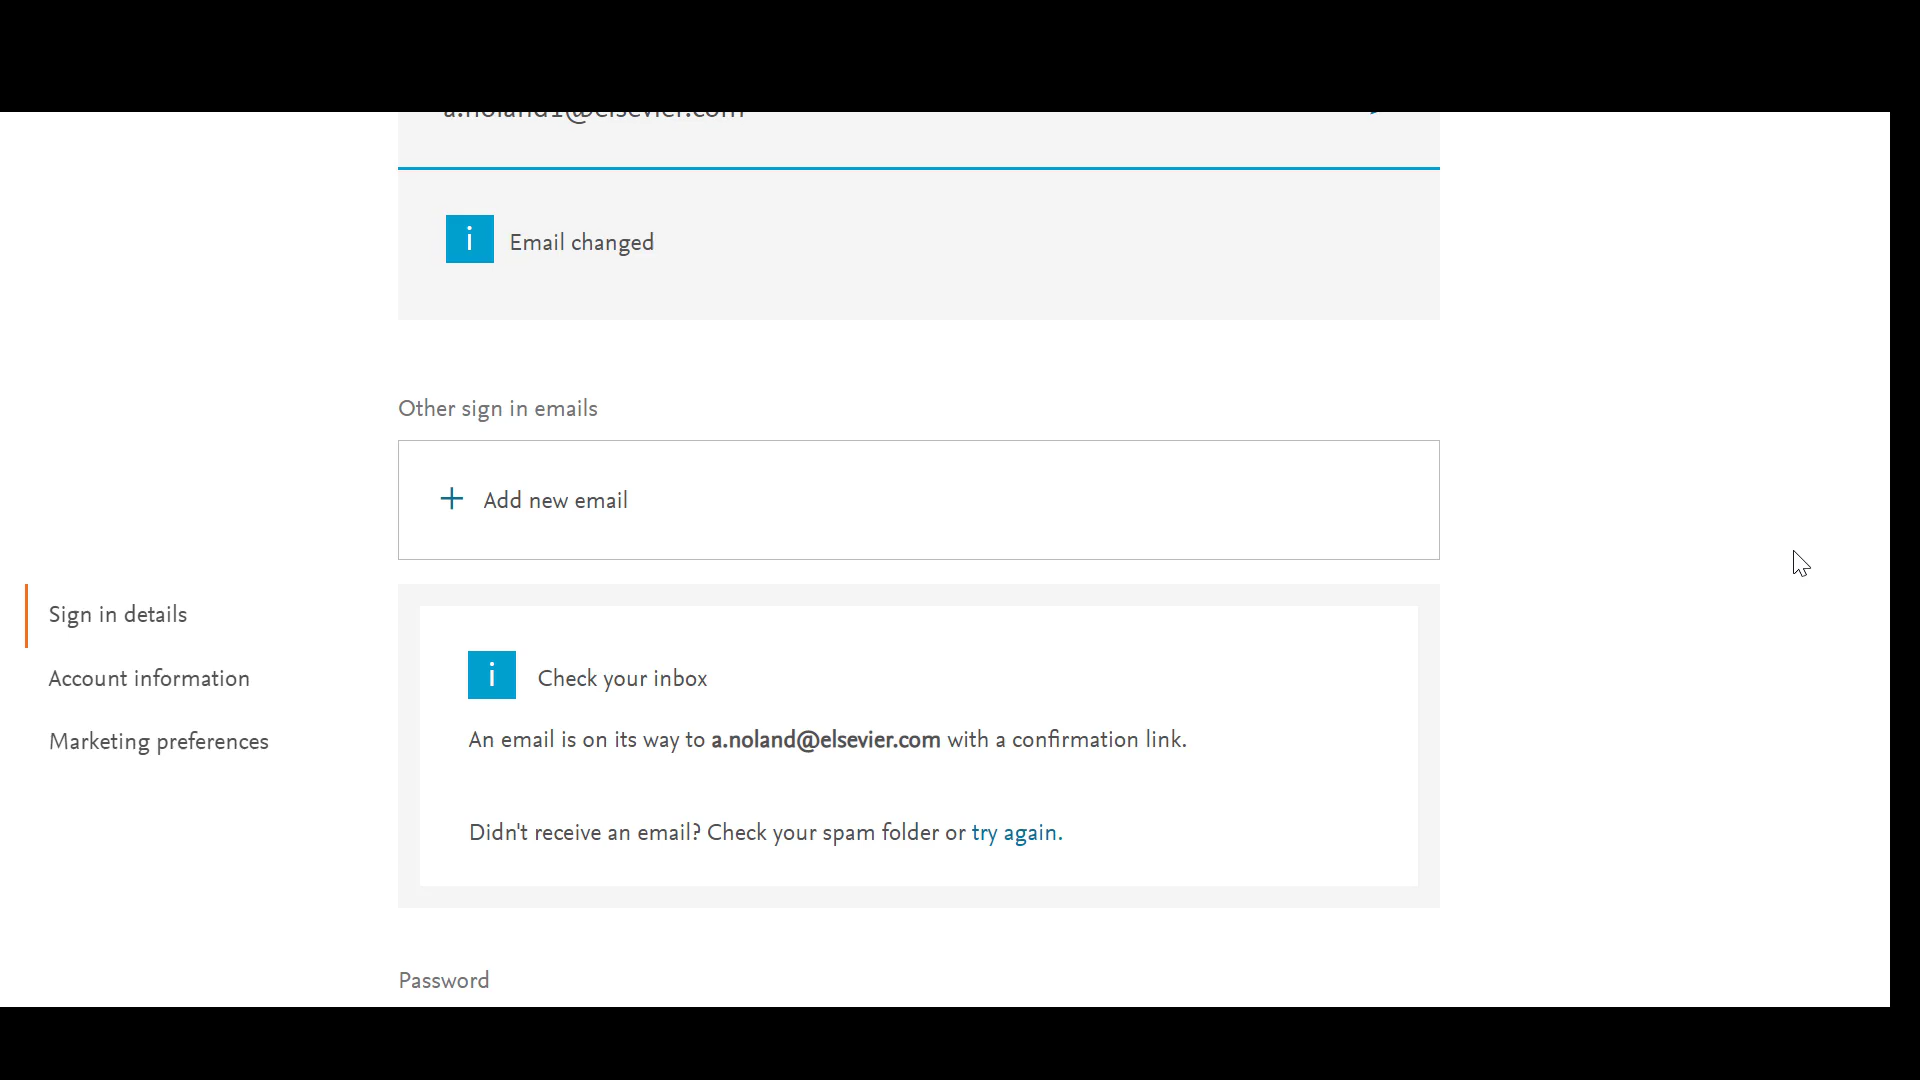 a.noland1@elsevier.com
i Email changed
Other sign in emails
+ Add new email
Sign in details
Account information
Marketing preferences
i Check your inbox
An email is on its way to a.noland@elsevier.com with a confirmation link.
Didn't receive an email? Check your spam folder or try again.
Password